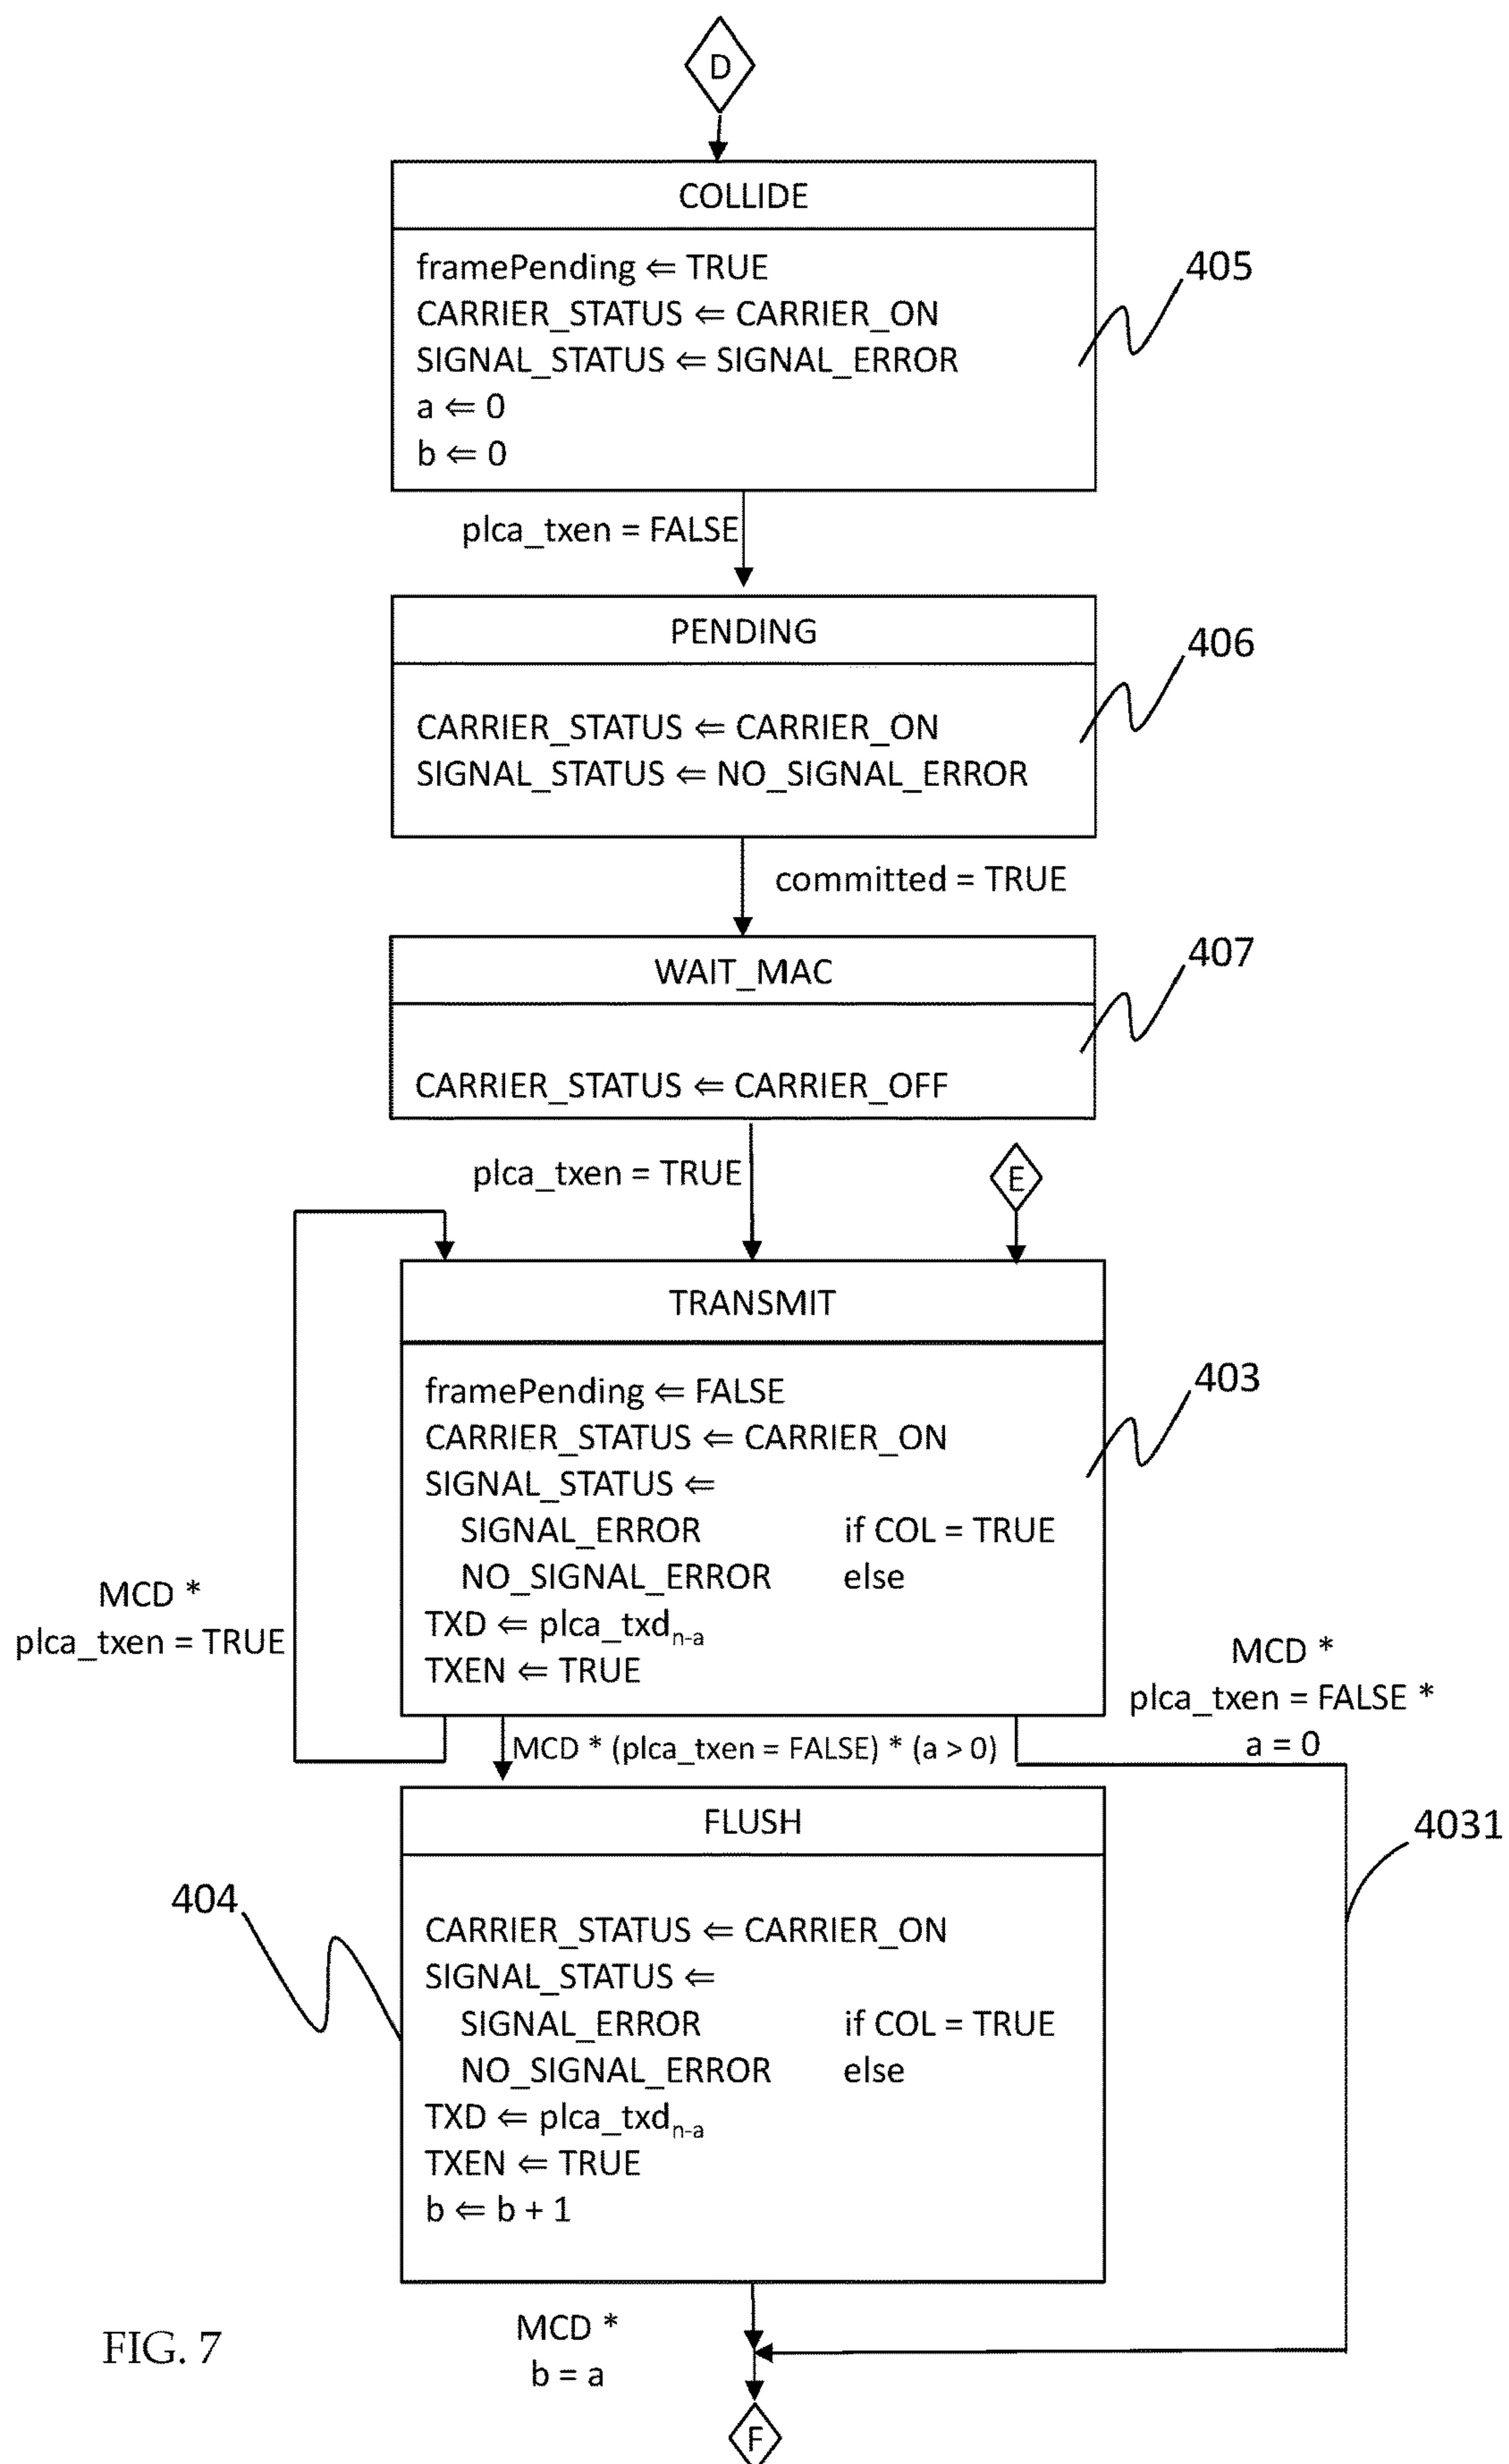 D
COLLIDE
framePending ⇐ TRUE
CARRIER_STATUS ⇐ CARRIER_ON
SIGNAL_STATUS ⇐ SIGNAL_ERROR
a ⇐ 0
b ⇐ 0
405
plca_txen = FALSE
PENDING
CARRIER_STATUS ⇐ CARRIER_ON
SIGNAL_STATUS ⇐ NO_SIGNAL_ERROR
406
committed = TRUE
WAIT_MAC
CARRIER_STATUS ⇐ CARRIER_OFF
407
plca_txen = TRUE
E
TRANSMIT
framePending ⇐ FALSE
CARRIER_STATUS ⇐ CARRIER_ON
SIGNAL_STATUS ⇐
SIGNAL_ERROR if COL = TRUE
NO_SIGNAL_ERROR else
TXD ⇐ plca_txdn-a
TXEN ⇐ TRUE
403
MCD *
plca_txen = TRUE
MCD * (plca_txen = FALSE) * (a > 0)
MCD *
plca_txen = FALSE *
a = 0
4031
FLUSH
CARRIER_STATUS ⇐ CARRIER_ON
SIGNAL_STATUS ⇐
SIGNAL_ERROR if COL = TRUE
NO_SIGNAL_ERROR else
TXD ⇐ plca_txdn-a
TXEN ⇐ TRUE
b ⇐ b + 1
404
MCD *
b = a
F
FIG. 7